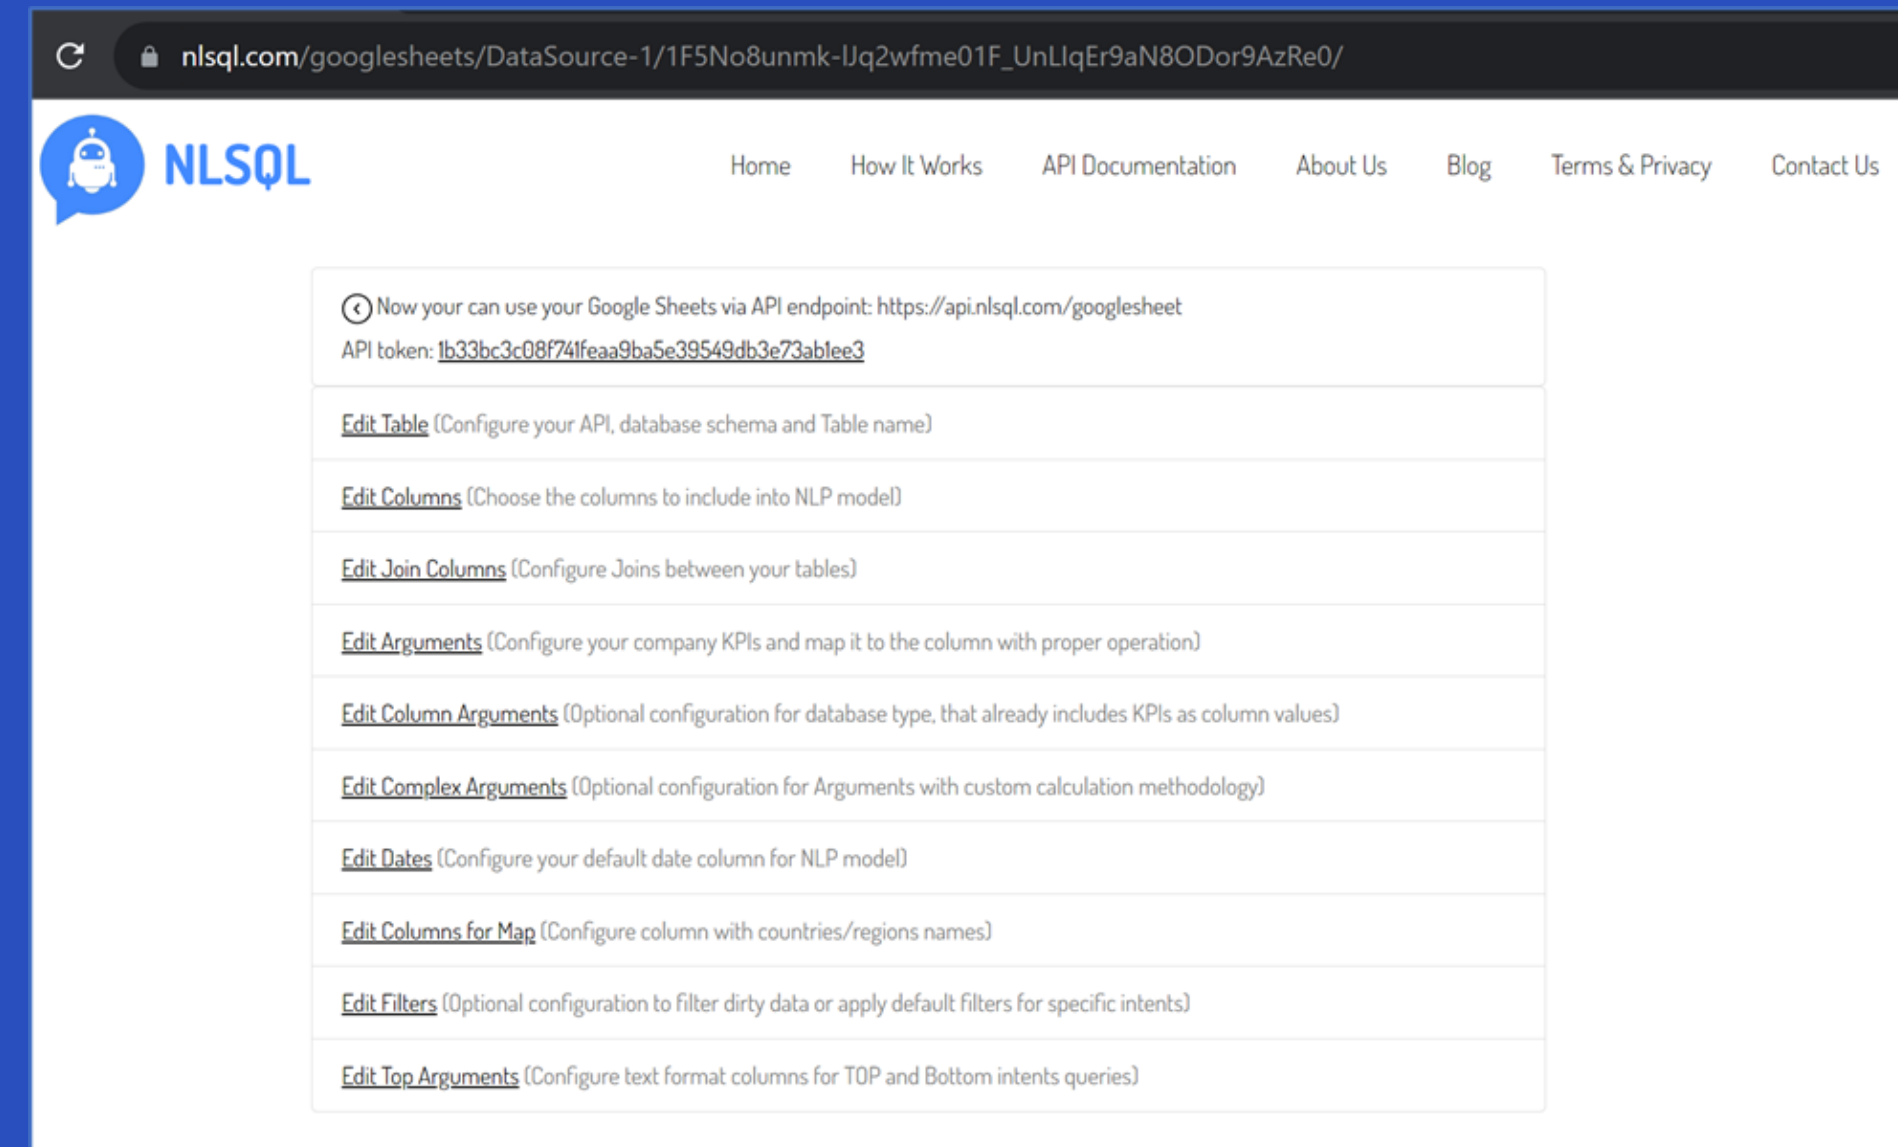 nlsql.com/googlesheets/DataSource-1/1F5No8unmk-lJq2wfme01F_UnLlqEr9aN8ODor9AzRe0/
NLSQL
Home How It Works API Documentation About Us Blog Terms & Privacy Contact Us
Now your can use your Google Sheets via API endpoint: https://api.nlsql.com/googlesheet
API token: 1b33bc3c08f741feaa9ba5e39549db3e73ab1ee3
Edit Table (Configure your API, database schema and Table name)
Edit Columns (Choose the columns to include into NLP model)
Edit Join Columns (Configure Joins between your tables)
Edit Arguments (Configure your company KPIs and map it to the column with proper operation)
Edit Column Arguments (Optional configuration for database type, that already includes KPIs as column values)
Edit Complex Arguments (Optional configuration for Arguments with custom calculation methodology)
Edit Dates (Configure your default date column for NLP model)
Edit Columns for Map (Configure column with countries/regions names)
Edit Filters (Optional configuration to filter dirty data or apply default filters for specific intents)
Edit Top Arguments (Configure text format columns for TOP and Bottom intents queries)